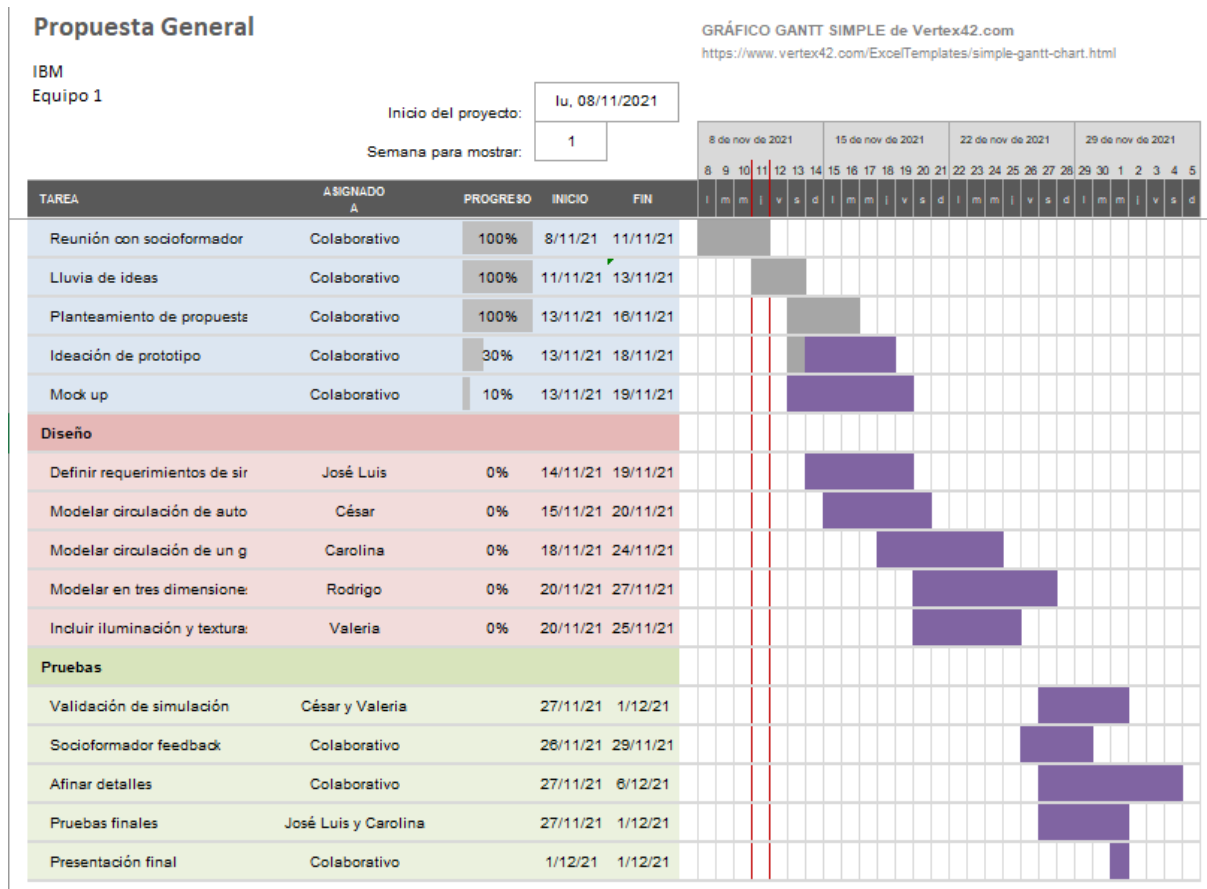 Propuesta General
GRÁFICO GANTT SIMPLE de Vertex42.com
https://www.vertex42.com/ExcelTemplates/simple-gantt-chart.html
IBM
Equipo 1
Inicio del proyecto: lu, 08/11/2021
Semana para mostrar: 1
8 de nov de 2021 15 de nov de 2021 22 de nov de 2021 29 de nov de 2021
8 9 10 11 12 13 14 15 16 17 18 19 20 21 22 23 24 25 26 27 28 29 30 1 2 3 4 5
TAREA ASIGNADO A PROGRESO INICIO FIN l m m j v s d l m m j v s d l m m j v s d l m m j v s d
Reunión con socioformador Colaborativo 100% 8/11/21 11/11/21
Lluvia de ideas Colaborativo 100% 11/11/21 13/11/21
Planteamiento de propuesta Colaborativo 100% 13/11/21 16/11/21
Ideación de prototipo Colaborativo 30% 13/11/21 18/11/21
Mock up Colaborativo 10% 13/11/21 19/11/21
Diseño
Definir requerimientos de sir José Luis 0% 14/11/21 19/11/21
Modelar circulación de auto César 0% 15/11/21 20/11/21
Modelar circulación de un g Carolina 0% 18/11/21 24/11/21
Modelar en tres dimensione Rodrigo 0% 20/11/21 27/11/21
Incluir iluminación y textura Valeria 0% 20/11/21 25/11/21
Pruebas
Validación de simulación César y Valeria 27/11/21 1/12/21
Socioformador feedback Colaborativo 26/11/21 29/11/21
Afinar detalles Colaborativo 27/11/21 6/12/21
Pruebas finales José Luis y Carolina 27/11/21 1/12/21
Presentación final Colaborativo 1/12/21 1/12/21